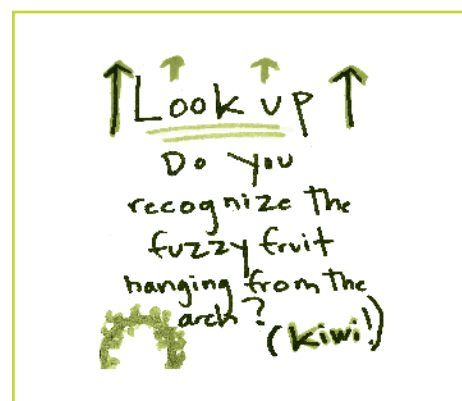 Look up
Do you
recognize the
fuzzy fruit
hanging from the
arch?
(kiwi!)